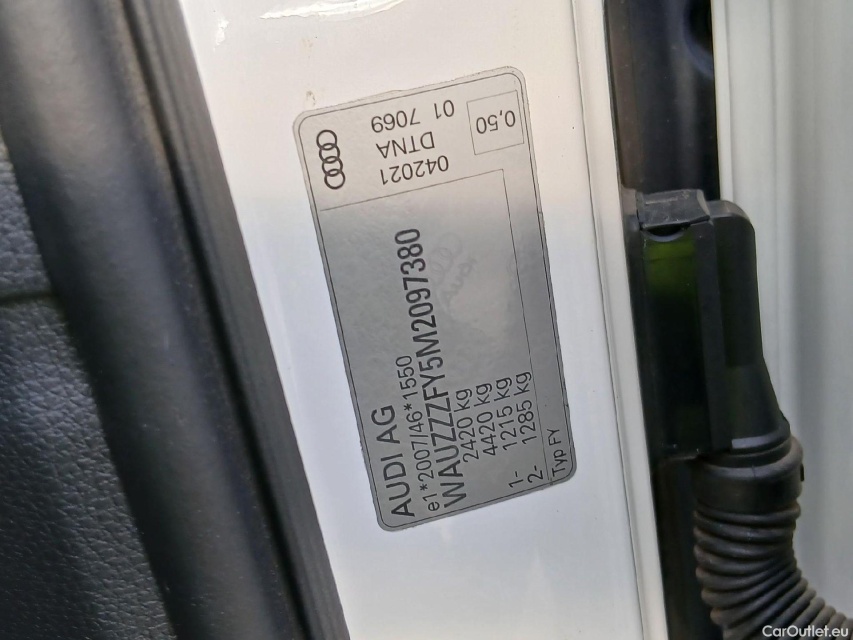 AUDI AG
e1*2007/46*1550
WAUZZZFY5M2097380
2420 kg
4420 kg
1- 1215 kg
2- 1285 kg
Typ FY
042021
DTNA
01 7069
0,50
Audi
CarOutlet.eu